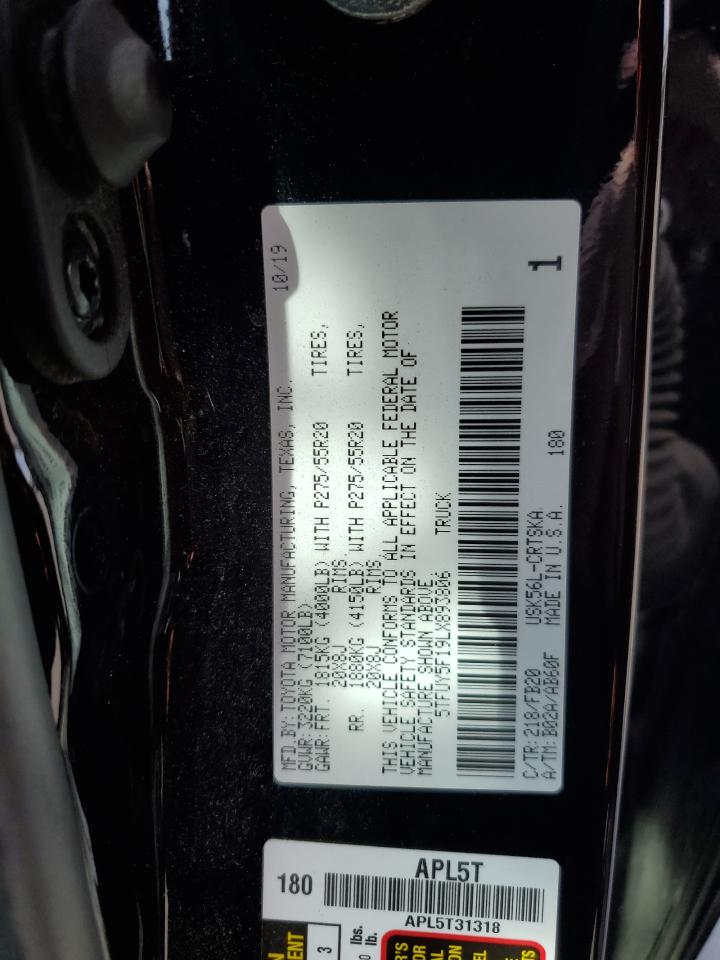 MFD BY: TOYOTA MOTOR MANUFACTURING, TEXAS, INC. 10/19
GVWR: 3220KG (7100LB)
GAWR: FRT. 1815KG (4000LB) WITH P275/55R20 TIRES,
20X8J RIMS
RR. 1880KG (4150LB) WITH P275/55R20 TIRES,
20X8J RIMS
THIS VEHICLE CONFORMS TO ALL APPLICABLE FEDERAL MOTOR
VEHICLE SAFETY STANDARDS IN EFFECT ON THE DATE OF
MANUFACTURE SHOWN ABOVE
5TFUY5F19LX893806 TRUCK
C/TR: 218/FB20 USK56L-CRTSKA
A/TM: B02A/AB60F MADE IN U.S.A. 180
1
180
APL5T
APL5T31318
3
lbs.
lb.